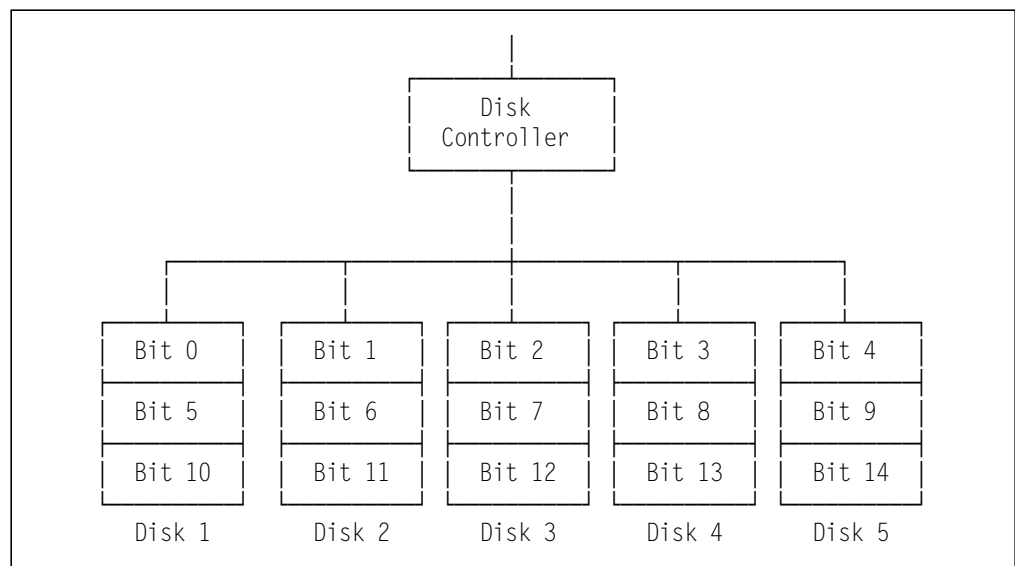 Disk
Controller
Bit 0 Bit 1 Bit 2 Bit 3 Bit 4
Bit 5 Bit 6 Bit 7 Bit 8 Bit 9
Bit 10 Bit 11 Bit 12 Bit 13 Bit 14
Disk 1 Disk 2 Disk 3 Disk 4 Disk 5